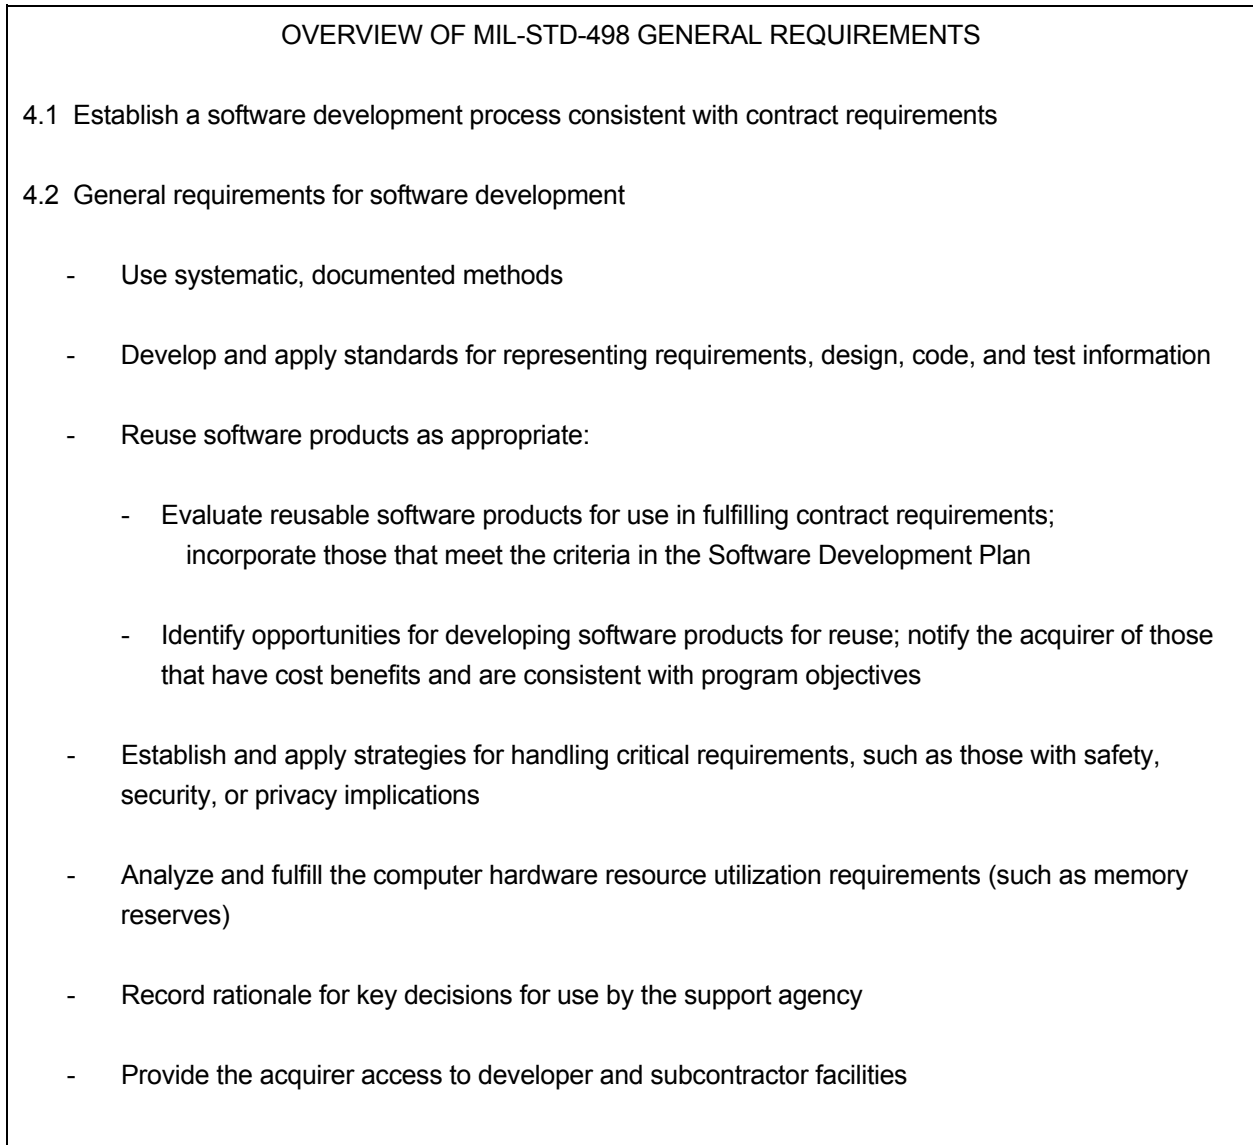 OVERVIEW OF MIL-STD-498 GENERAL REQUIREMENTS
4.1 Establish a software development process consistent with contract requirements
4.2 General requirements for software development
- Use systematic, documented methods
- Develop and apply standards for representing requirements, design, code, and test information
- Reuse software products as appropriate:
- Evaluate reusable software products for use in fulfilling contract requirements;
incorporate those that meet the criteria in the Software Development Plan
- Identify opportunities for developing software products for reuse; notify the acquirer of those
that have cost benefits and are consistent with program objectives
- Establish and apply strategies for handling critical requirements, such as those with safety,
security, or privacy implications
- Analyze and fulfill the computer hardware resource utilization requirements (such as memory
reserves)
- Record rationale for key decisions for use by the support agency
- Provide the acquirer access to developer and subcontractor facilities